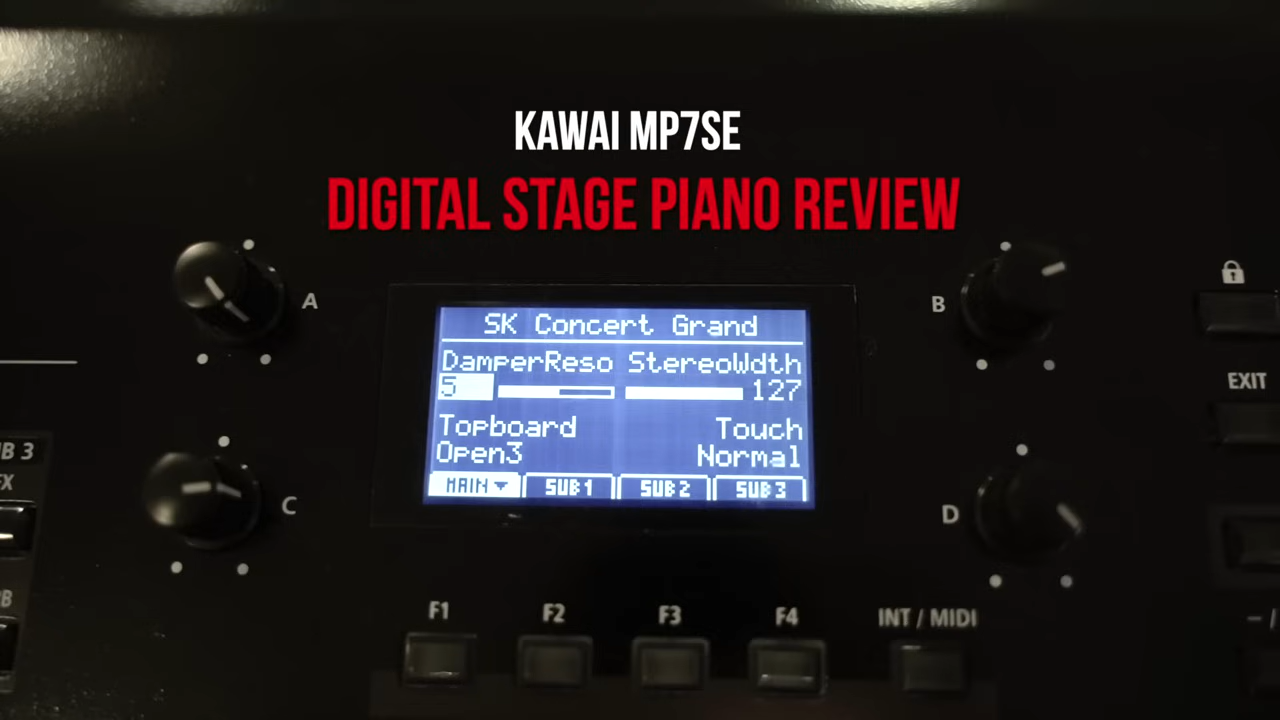 KAWAI MP7SE
DIGITAL STAGE PIANO REVIEW
A
B
SK Concert Grand
DamperReso StereoWdth
5 127
EXIT
Topboard Touch
Open3 Normal
MAIN SUB1 SUB2 SUB3
C
D
F1 F2 F3 F4 INT / MIDI